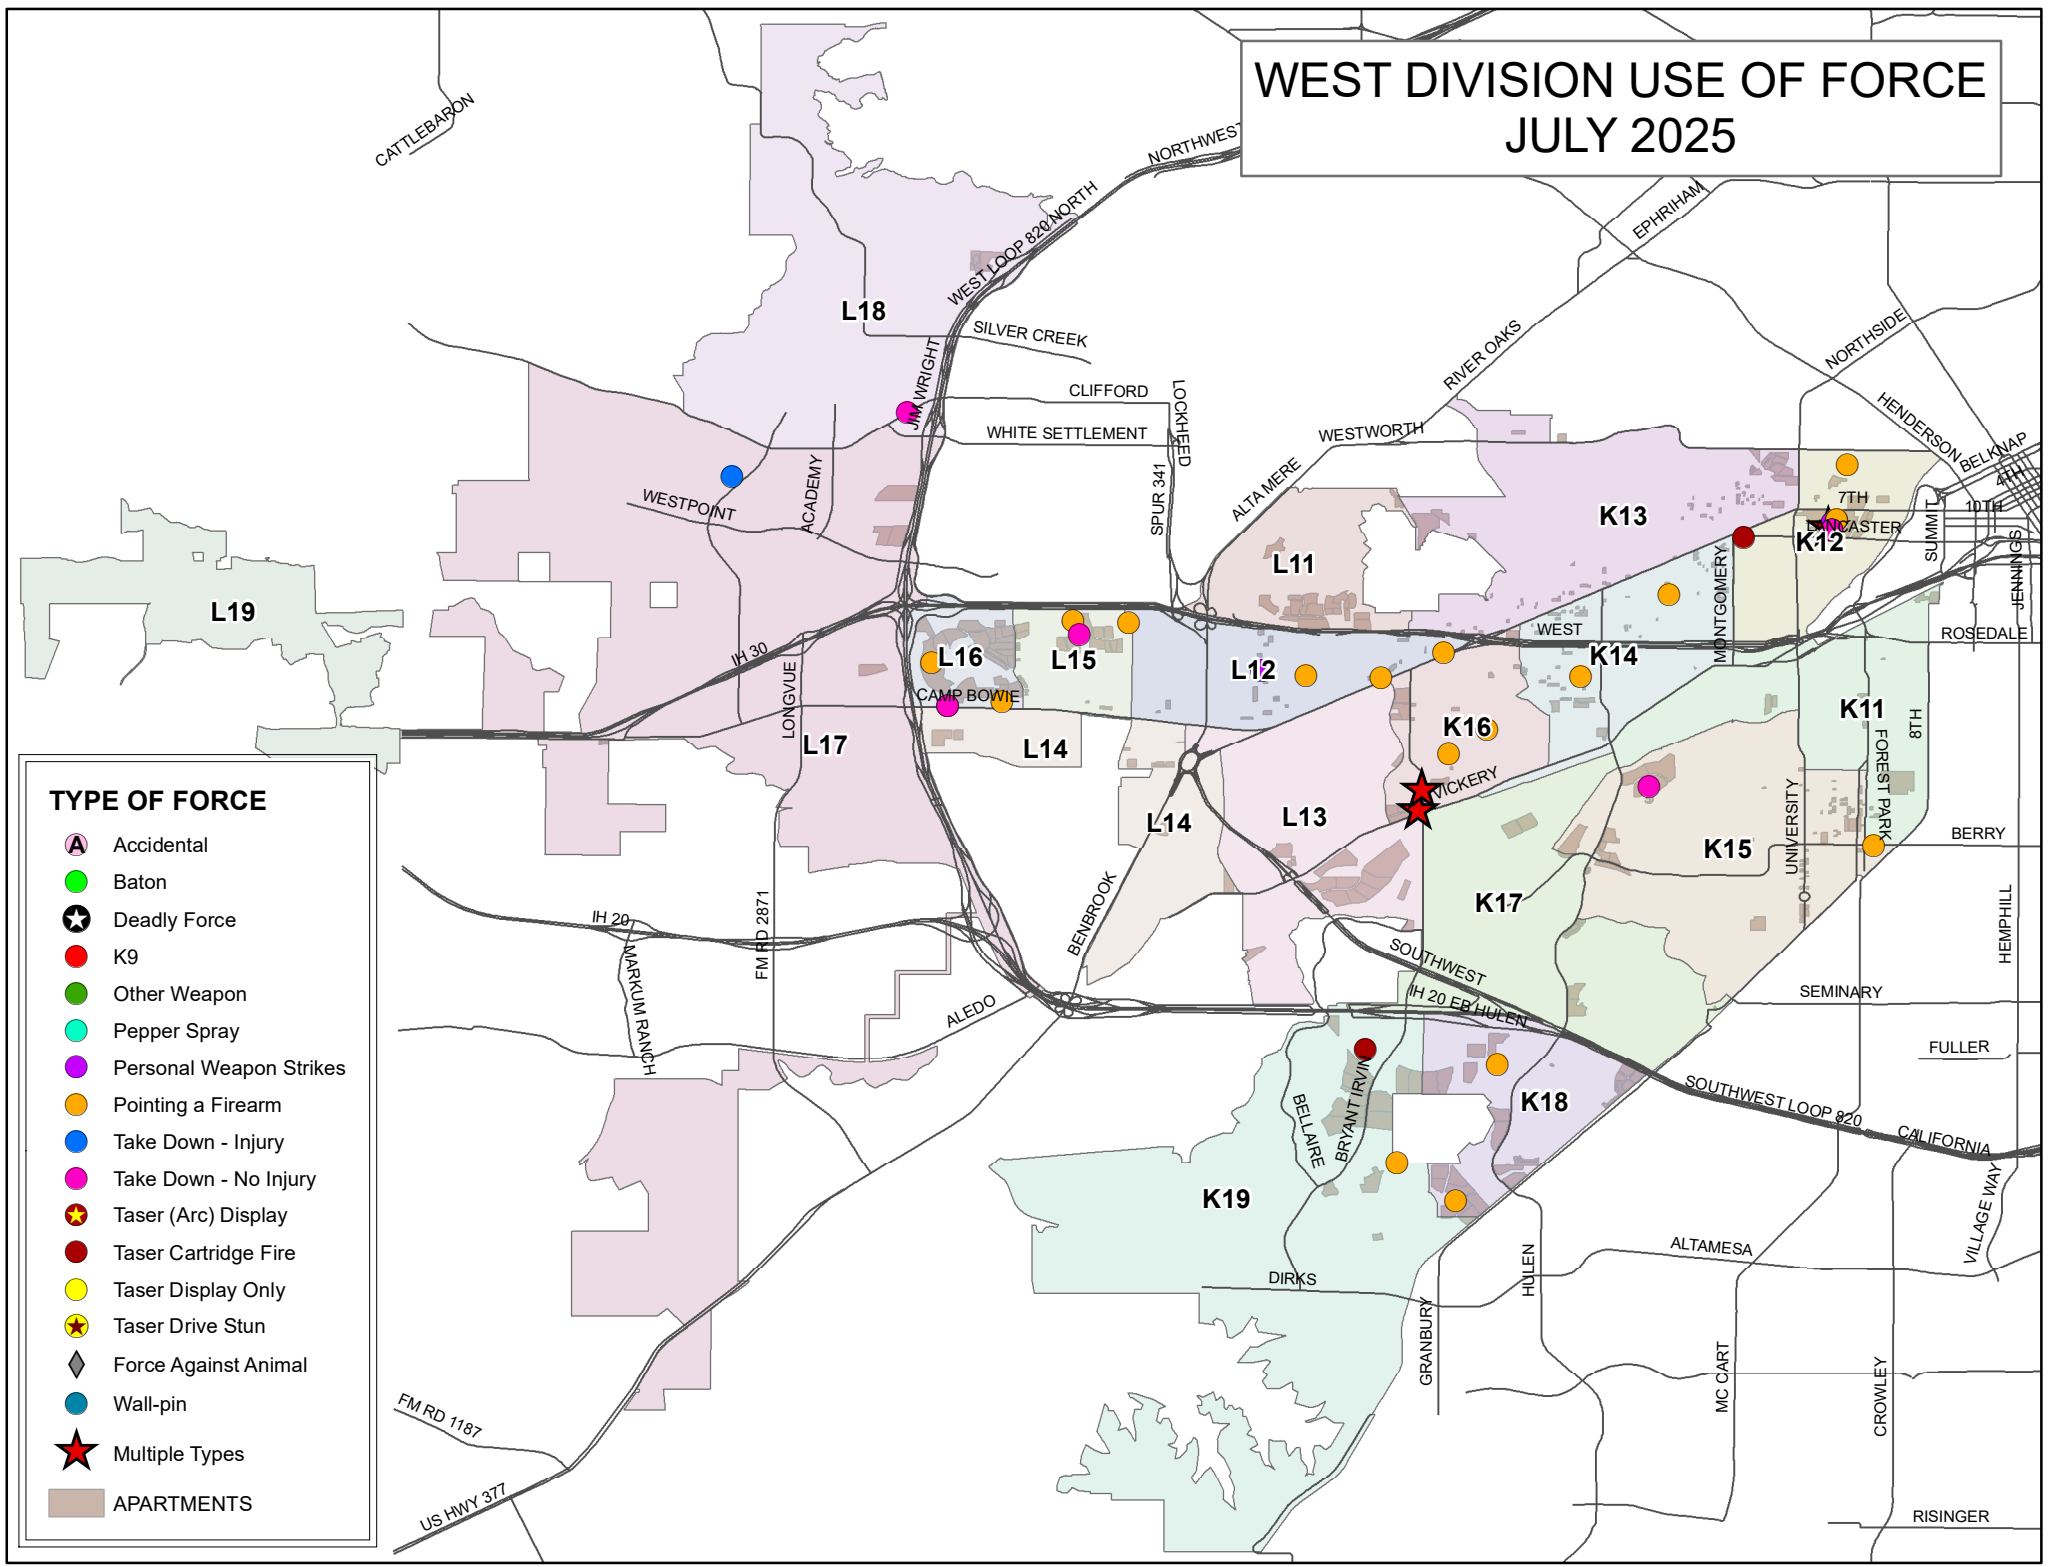 WEST DIVISION USE OF FORCE
JULY 2025
CATTLEBARON
NORTHWEST
WEST LOOP 820 NORTH
EPHRIHAM
L18
SILVER CREEK
RIVER OAKS
NORTHSIDE
JIM WRIGHT
CLIFFORD
LOCKHEED
WHITE SETTLEMENT
WESTWORTH
HENDERSON
BELKNAP
4TH
ALTA MERE
SPUR 341
WESTPOINT
ACADEMY
7TH
10TH
K13
LANCASTER
K12
SUMMIT
JENNINGS
L11
MONTGOMERY
L19
WEST
ROSEDALE
IH 30
L16
L15
L12
K14
CAMP BOWIE
LONGVUE
L17
L14
K16
K11
8TH
FOREST PARK
VICKERY
L14
L13
K15
UNIVERSITY
BERRY
K17
BENBROOK
IH 20
FM RD 2871
MARKUM RANCH
HEMPHILL
SOUTHWEST
IH 20 EB HULEN
SEMINARY
ALEDO
FULLER
BELLAIRE
BRYANT IRVIN
K18
SOUTHWEST LOOP 820
CALIFORNIA
K19
VILLAGE WAY
ALTAMESA
DIRKS
HULEN
GRANBURY
MC CART
CROWLEY
FM RD 1187
US HWY 377
RISINGER
TYPE OF FORCE
A Accidental
Baton
Deadly Force
K9
Other Weapon
Pepper Spray
Personal Weapon Strikes
Pointing a Firearm
Take Down - Injury
Take Down - No Injury
Taser (Arc) Display
Taser Cartridge Fire
Taser Display Only
Taser Drive Stun
Force Against Animal
Wall-pin
Multiple Types
APARTMENTS